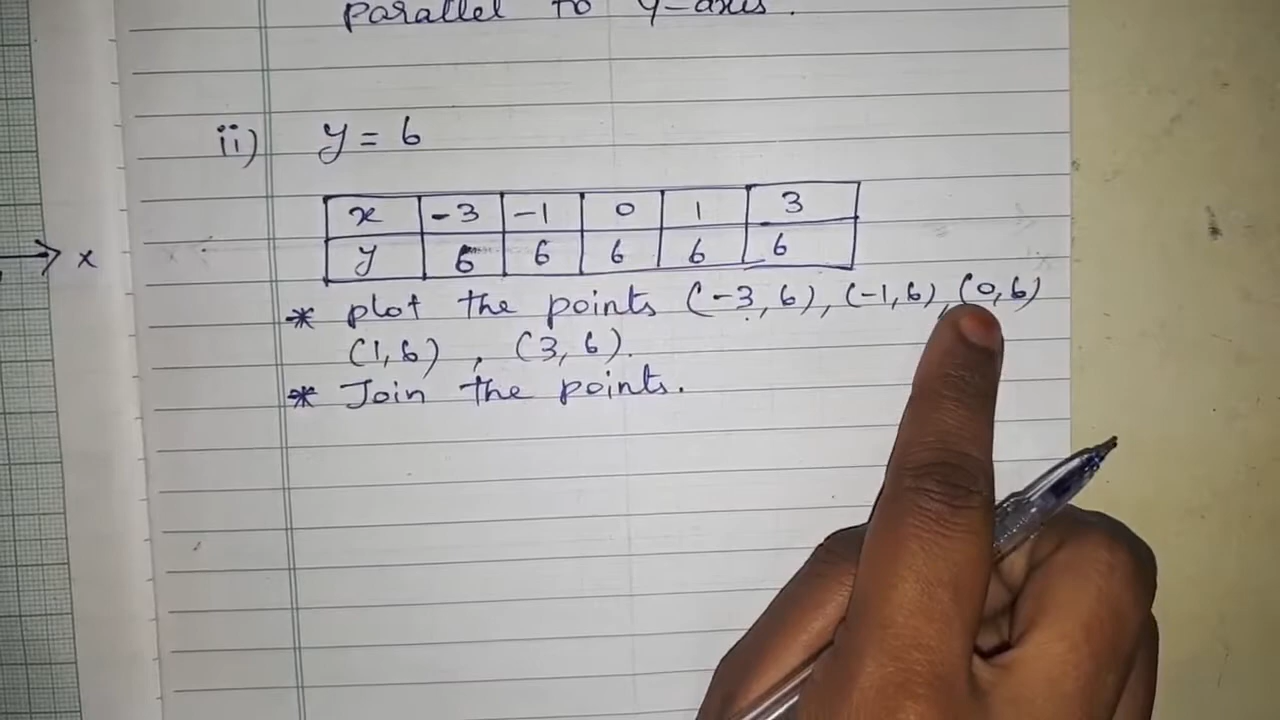 parallel to Y-axis.
ii) y = 6
x -3 -1 0 1 3
y 6 6 6 6 6
* plot the points (-3, 6), (-1, 6), (0, 6)
(1, 6) , (3, 6).
* Join the points.
x